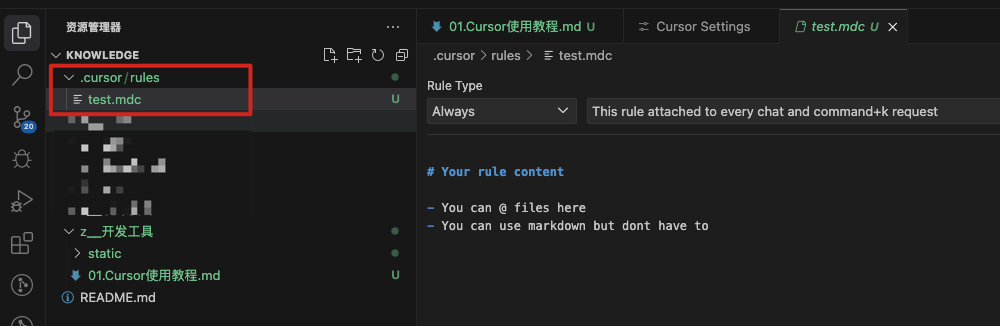 资源管理器
KNOWLEDGE
.cursor/rules
test.mdc U
z__开发工具
static
01.Cursor使用教程.md U
README.md
20
01.Cursor使用教程.md U
Cursor Settings
test.mdc U
.cursor > rules > test.mdc
Rule Type
Always
This rule attached to every chat and command+k request
# Your rule content
- You can @ files here
- You can use markdown but dont have to